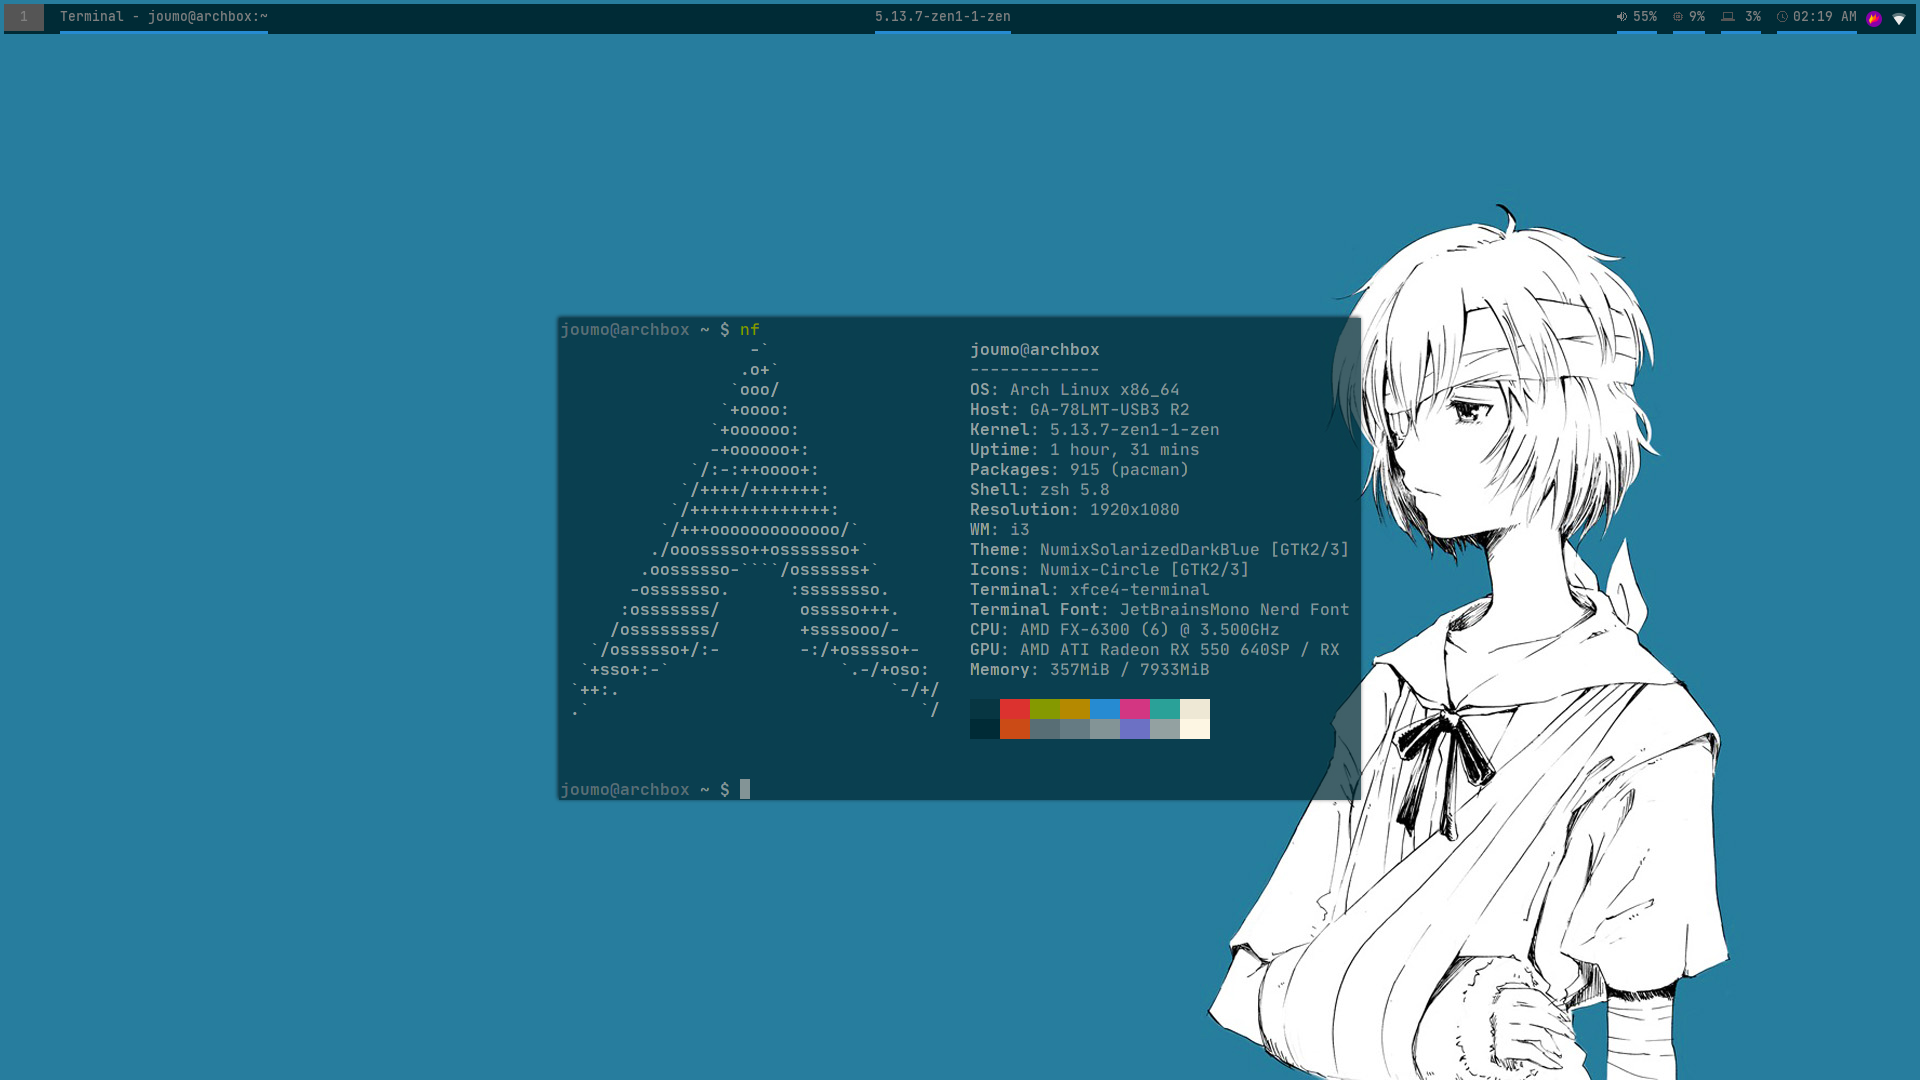 1 Terminal - joumo@archbox:~ 5.13.7-zen1-1-zen 55% 9% 3% 02:19 AM
joumo@archbox ~ $ nf
-` joumo@archbox
.o+` -------------
`ooo/ OS: Arch Linux x86_64
`+oooo: Host: GA-78LMT-USB3 R2
`+oooooo: Kernel: 5.13.7-zen1-1-zen
-+oooooo+: Uptime: 1 hour, 31 mins
`/:-:++oooo+: Packages: 915 (pacman)
`/++++/+++++++: Shell: zsh 5.8
`/++++++++++++++: Resolution: 1920x1080
`/+++ooooooooooooo/` WM: i3
./ooosssso++osssssso+` Theme: NumixSolarizedDarkBlue [GTK2/3]
.oossssso-````/ossssss+` Icons: Numix-Circle [GTK2/3]
-osssssso. :ssssssso. Terminal: xfce4-terminal
:osssssss/ osssso+++. Terminal Font: JetBrainsMono Nerd Font
/ossssssss/ +ssssooo/- CPU: AMD FX-6300 (6) @ 3.500GHz
`/ossssso+/:- -:/+osssso+- GPU: AMD ATI Radeon RX 550 640SP / RX
`+sso+:-` `.-/+oso: Memory: 357MiB / 7933MiB
`++:. `-/+/
.` `/
joumo@archbox ~ $